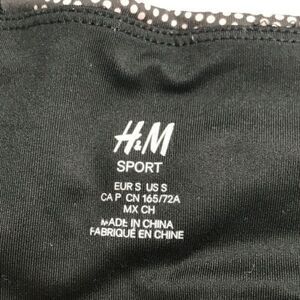 H&M
SPORT
EUR S US S
CA P CN 165/72A
MX CH
MADE IN CHINA
FABRIQUÉ EN CHINE